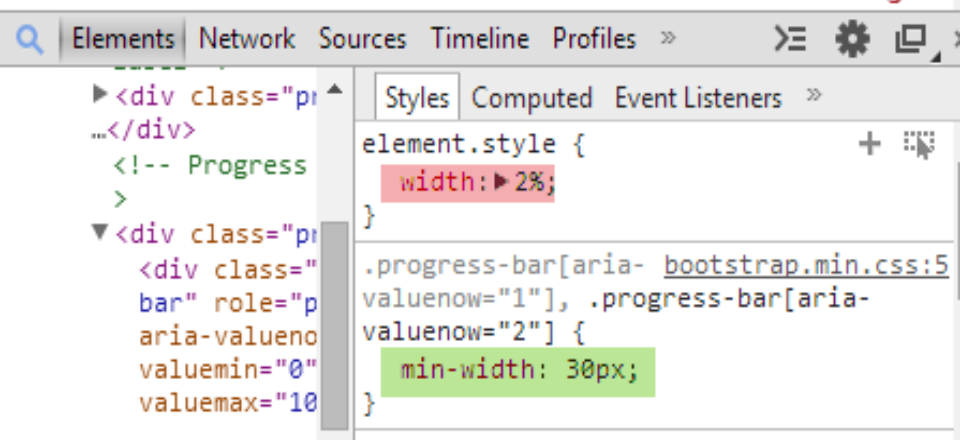 Elements Network Sources Timeline Profiles »
▶<div class="pr
…</div>
<!-- Progress
>
▼<div class="pr
<div class="
bar" role="p
aria-valueno
valuemin="0"
valuemax="10
Styles Computed Event Listeners »
element.style {
width:▶2%;
}
.progress-bar[aria- bootstrap.min.css:5
valuenow="1"], .progress-bar[aria-
valuenow="2"] {
min-width: 30px;
}